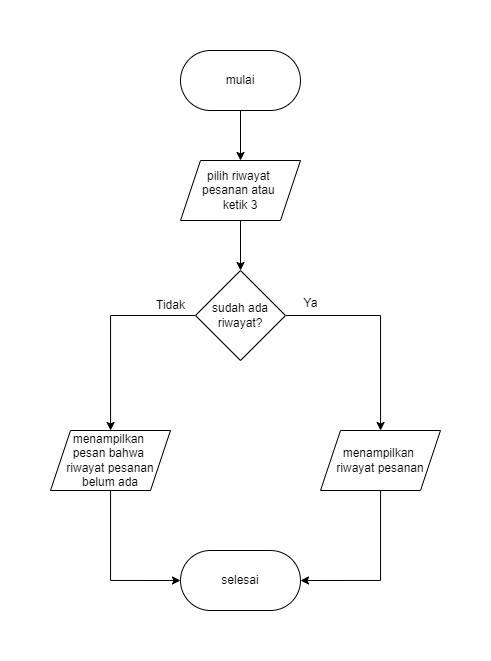 mulai
pilih riwayat
pesanan atau
ketik 3
Tidak
sudah ada
riwayat?
Ya
menampilkan
pesan bahwa
riwayat pesanan
belum ada
menampilkan
riwayat pesanan
selesai